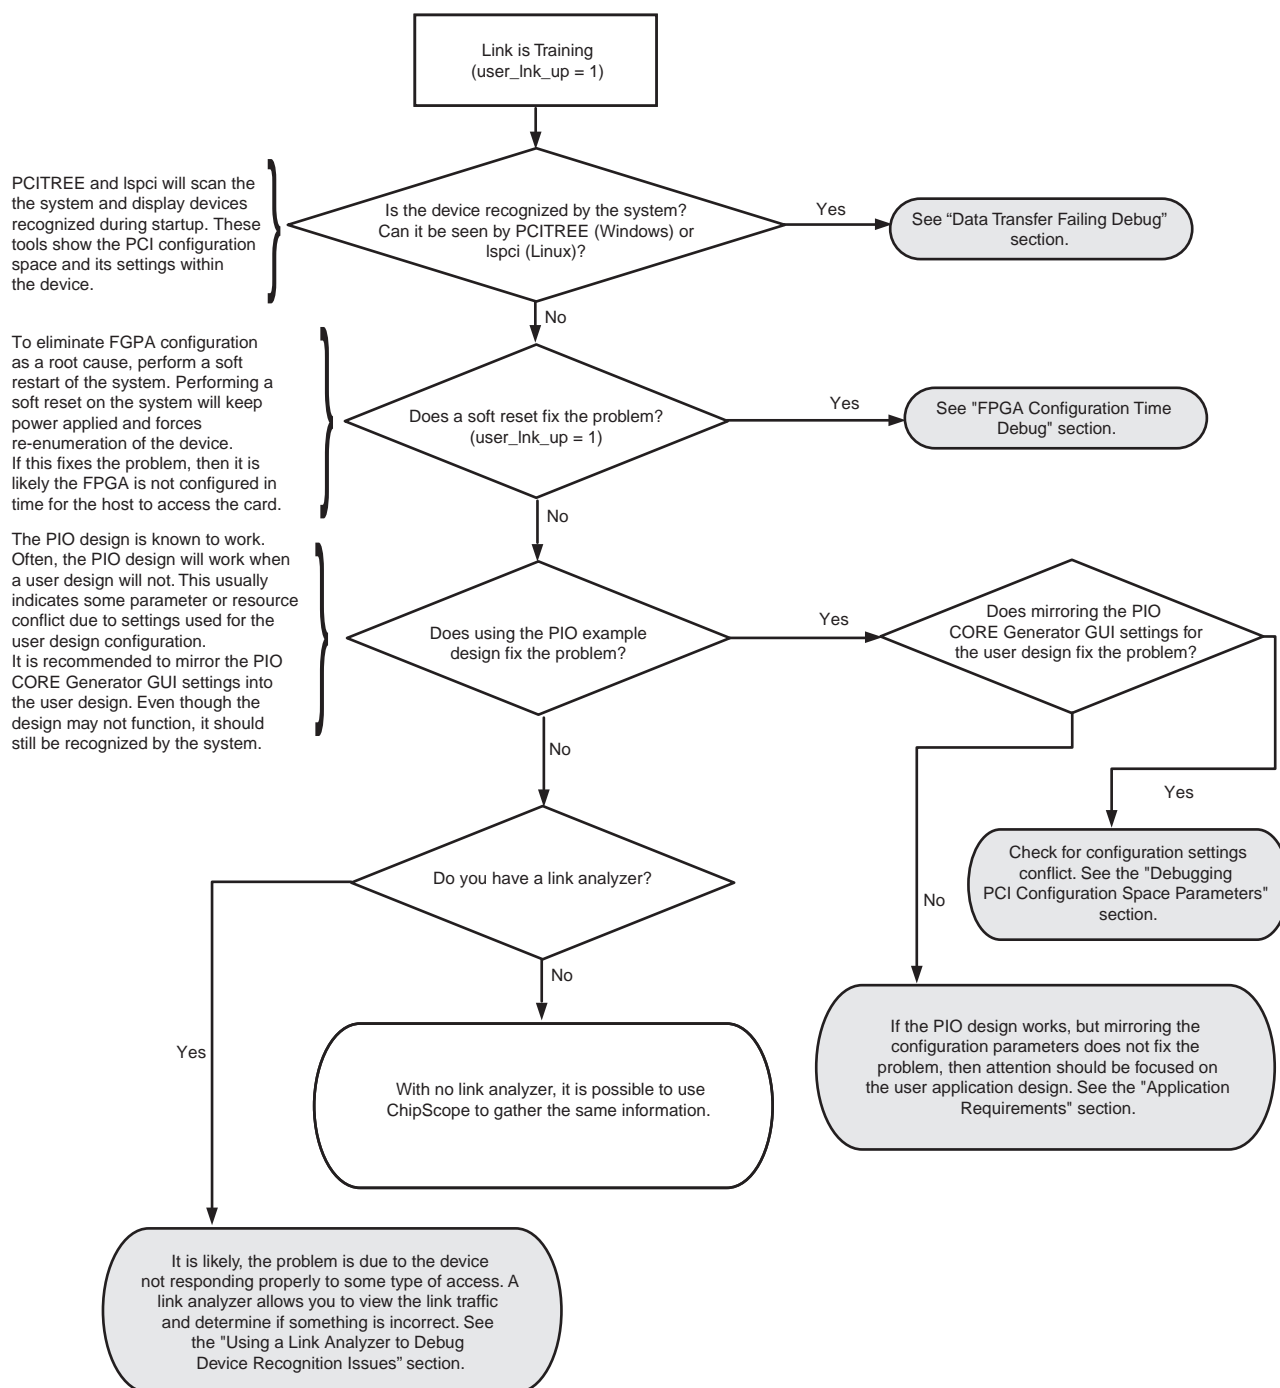 Link is Training
(user_lnk_up = 1)
PCITREE and lspci will scan the
the system and display devices
recognized during startup. These
tools show the PCI configuration
space and its settings within
the device.
Is the device recognized by the system?
Can it be seen by PCITREE (Windows) or
lspci (Linux)?
Yes
See “Data Transfer Failing Debug”
section.
No
To eliminate FGPA configuration
as a root cause, perform a soft
restart of the system. Performing a
soft reset on the system will keep
power applied and forces
re-enumeration of the device.
If this fixes the problem, then it is
likely the FPGA is not configured in
time for the host to access the card.
Does a soft reset fix the problem?
(user_lnk_up = 1)
Yes
See "FPGA Configuration Time
Debug" section.
No
The PIO design is known to work.
Often, the PIO design will work when
a user design will not. This usually
indicates some parameter or resource
conflict due to settings used for the
user design configuration.
It is recommended to mirror the PIO
CORE Generator GUI settings into
the user design. Even though the
design may not function, it should
still be recognized by the system.
Does using the PIO example
design fix the problem?
Yes
Does mirroring the PIO
CORE Generator GUI settings for
the user design fix the problem?
No
Yes
Check for configuration settings
conflict. See the "Debugging
PCI Configuration Space Parameters"
section.
Do you have a link analyzer?
No
No
If the PIO design works, but mirroring the
configuration parameters does not fix the
problem, then attention should be focused on
the user application design. See the "Application
Requirements" section.
Yes
With no link analyzer, it is possible to use
ChipScope to gather the same information.
It is likely, the problem is due to the device
not responding properly to some type of access. A
link analyzer allows you to view the link traffic
and determine if something is incorrect. See
the "Using a Link Analyzer to Debug
Device Recognition Issues” section.